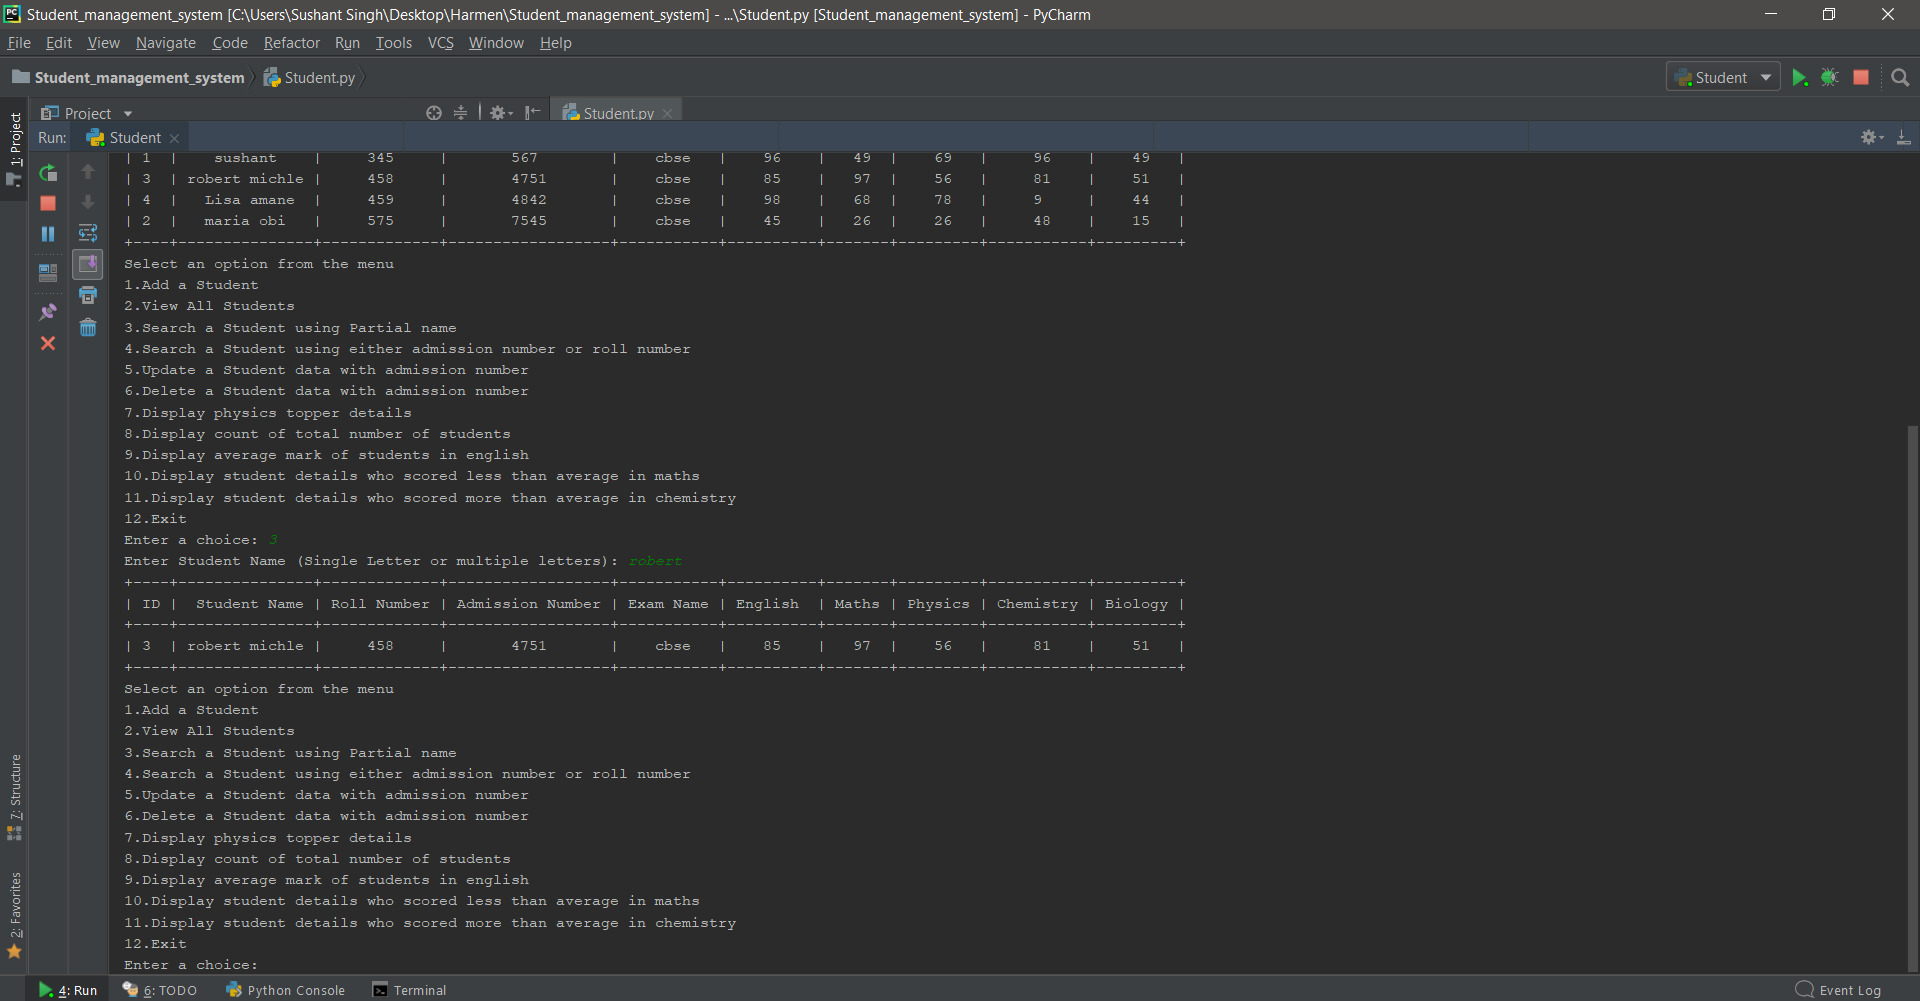 Student_management_system [C:\Users\Sushant Singh\Desktop\Harmen\Student_management_system] - ...\Student.py [Student_management_system] - PyCharm
File Edit View Navigate Code Refactor Run Tools VCS Window Help
Student_management_system Student.py Student
Project Student.py
Run: Student
1: Project
| 1 | sushant | 345 | 567 | cbse | 96 | 49 | 69 | 96 | 49 |
| 3 | robert michle | 458 | 4751 | cbse | 85 | 97 | 56 | 81 | 51 |
| 4 | Lisa amane | 459 | 4842 | cbse | 98 | 68 | 78 | 9 | 44 |
| 2 | maria obi | 575 | 7545 | cbse | 45 | 26 | 26 | 48 | 15 |
+----+---------------+-------------+------------------+-----------+----------+-------+---------+-----------+---------+
Select an option from the menu
1.Add a Student
2.View All Students
3.Search a Student using Partial name
4.Search a Student using either admission number or roll number
5.Update a Student data with admission number
6.Delete a Student data with admission number
7.Display physics topper details
8.Display count of total number of students
9.Display average mark of students in english
10.Display student details who scored less than average in maths
11.Display student details who scored more than average in chemistry
12.Exit
Enter a choice: 3
Enter Student Name (Single Letter or multiple letters): robert
+----+---------------+-------------+------------------+-----------+----------+-------+---------+-----------+---------+
| ID | Student Name | Roll Number | Admission Number | Exam Name | English | Maths | Physics | Chemistry | Biology |
+----+---------------+-------------+------------------+-----------+----------+-------+---------+-----------+---------+
| 3 | robert michle | 458 | 4751 | cbse | 85 | 97 | 56 | 81 | 51 |
+----+---------------+-------------+------------------+-----------+----------+-------+---------+-----------+---------+
Select an option from the menu
1.Add a Student
2.View All Students
3.Search a Student using Partial name
4.Search a Student using either admission number or roll number
5.Update a Student data with admission number
6.Delete a Student data with admission number
7.Display physics topper details
8.Display count of total number of students
9.Display average mark of students in english
10.Display student details who scored less than average in maths
11.Display student details who scored more than average in chemistry
12.Exit
Enter a choice:
7: Structure
2: Favorites
4: Run 6: TODO Python Console Terminal Event Log